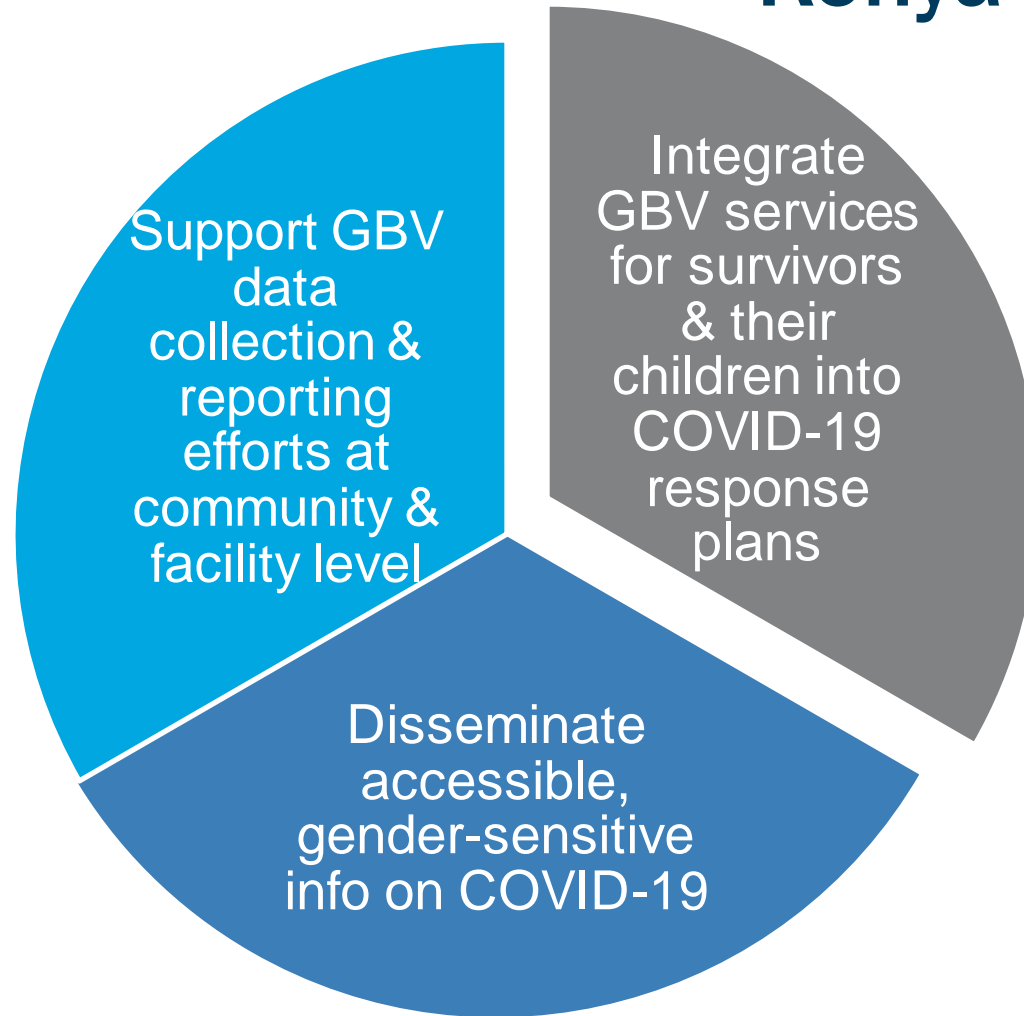 Kenya
Integrate
GBV services
for survivors
& their
children into
COVID-19
response
plans
Disseminate
accessible,
gender-sensitive
info on COVID-19
Support GBV
data
collection &
reporting
efforts at
community &
facility level